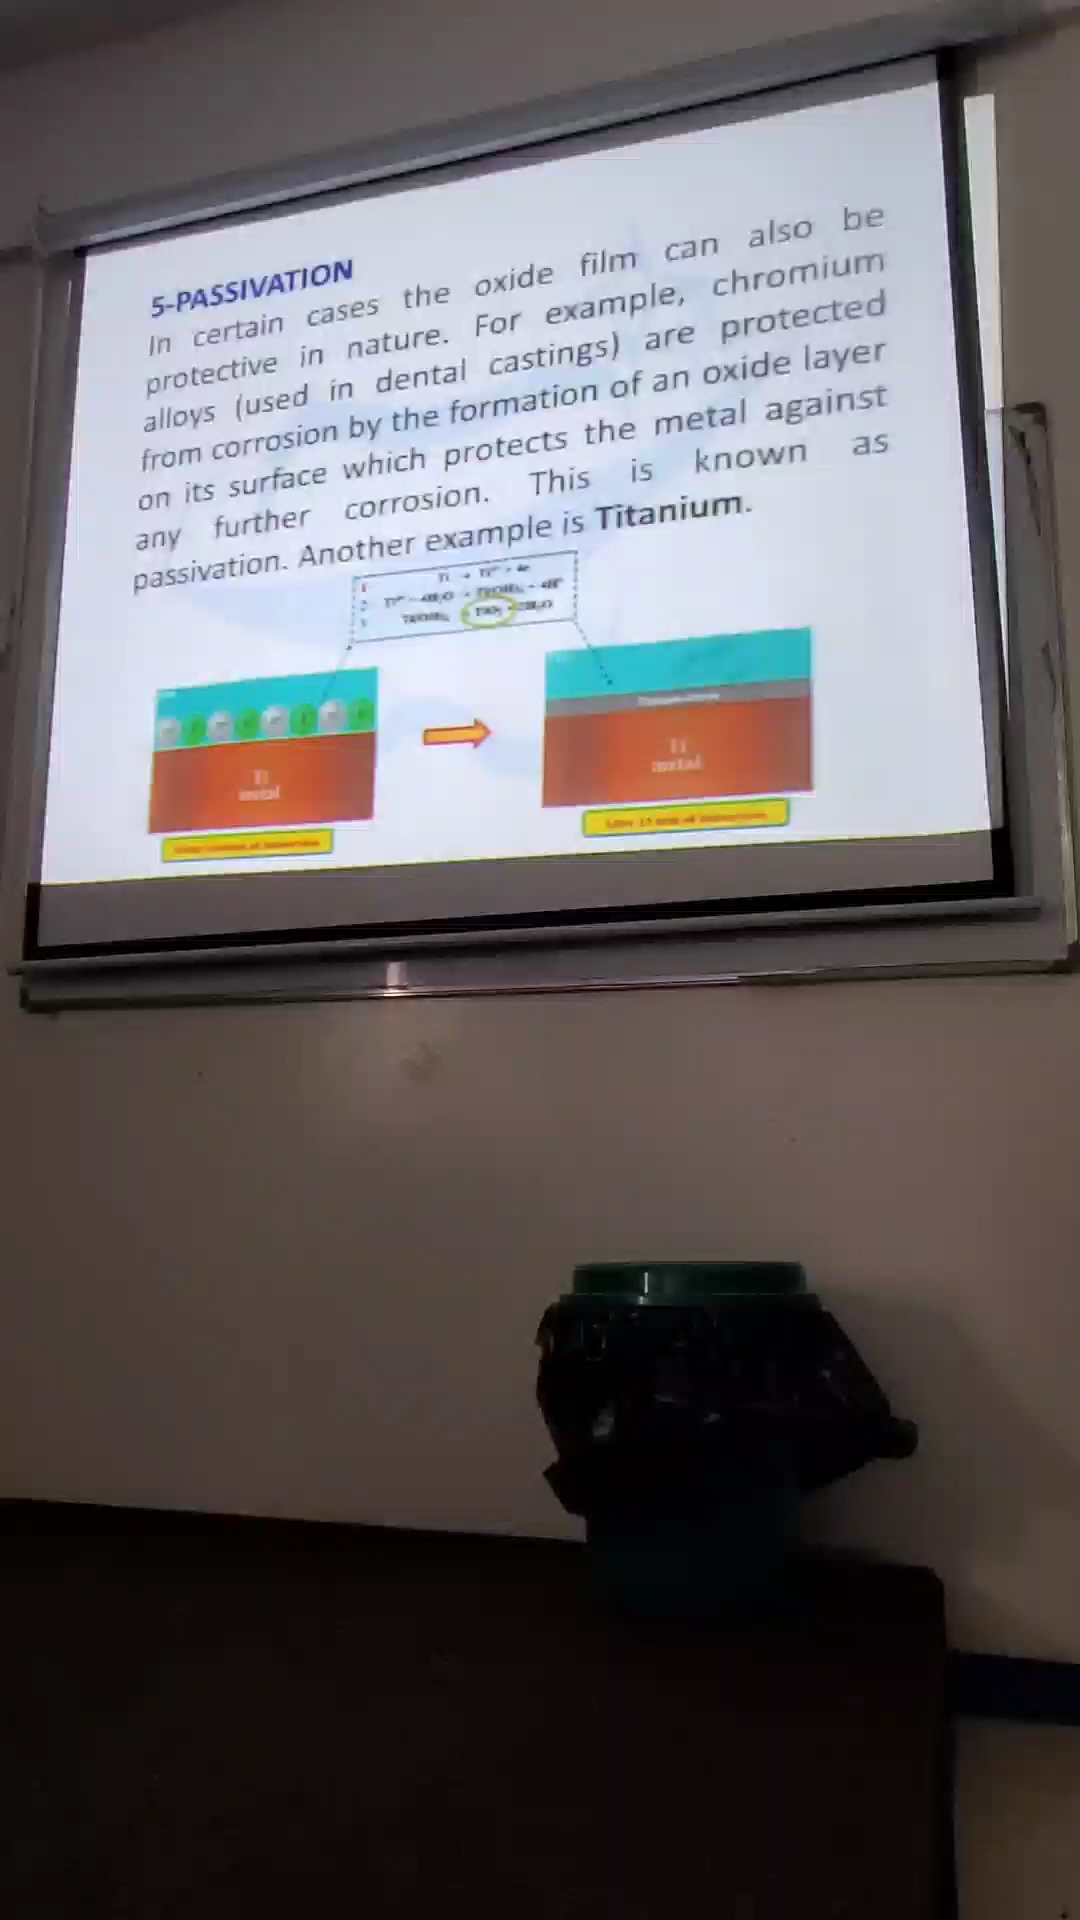 5-PASSIVATION
In certain cases the oxide film can also be
protective in nature. For example, chromium
alloys (used in dental castings) are protected
from corrosion by the formation of an oxide layer
on its surface which protects the metal against
any further corrosion. This is known as
passivation. Another example is Titanium.
Ti
metal
Ti
metal